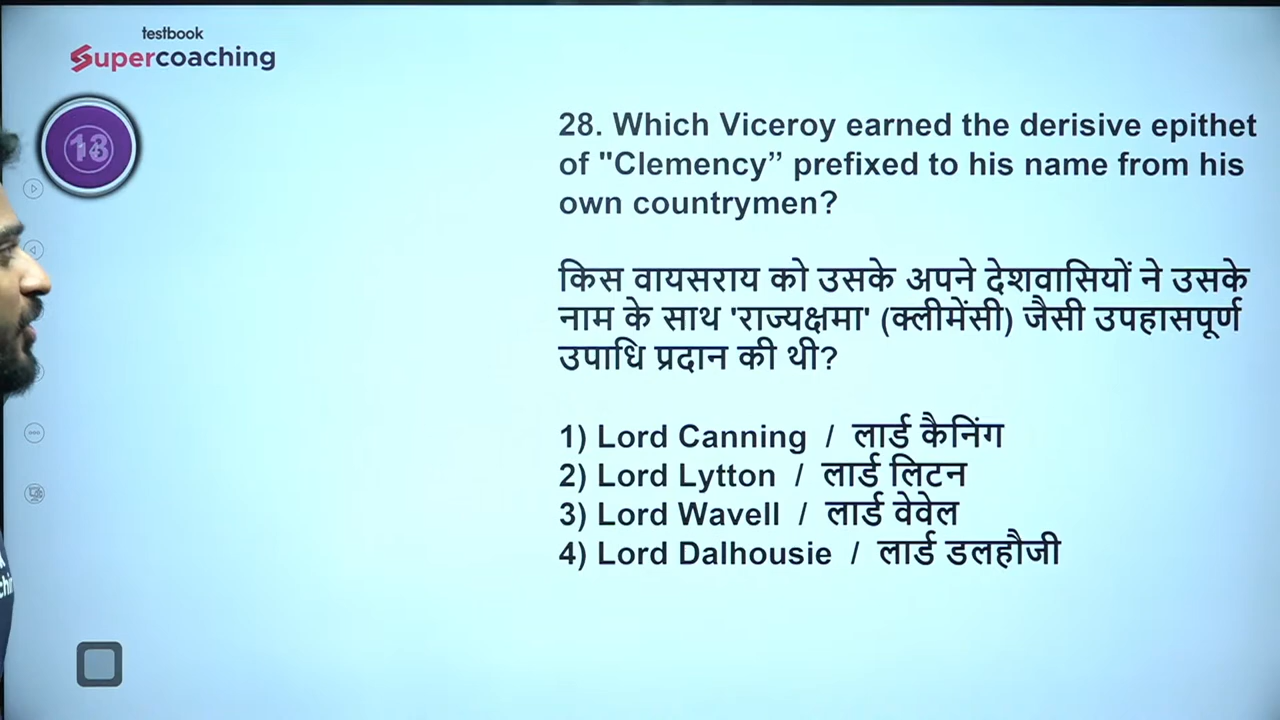 testbook
Supercoaching
28. Which Viceroy earned the derisive epithet
of "Clemency” prefixed to his name from his
own countrymen?
किस वायसराय को उसके अपने देशवासियों ने उसके
नाम के साथ 'राज्यक्षमा' (क्लीमेंसी) जैसी उपहासपूर्ण
उपाधि प्रदान की थी?
1) Lord Canning / लार्ड कैनिंग
2) Lord Lytton / लार्ड लिटन
3) Lord Wavell / लार्ड वेवेल
4) Lord Dalhousie / लार्ड डलहौजी